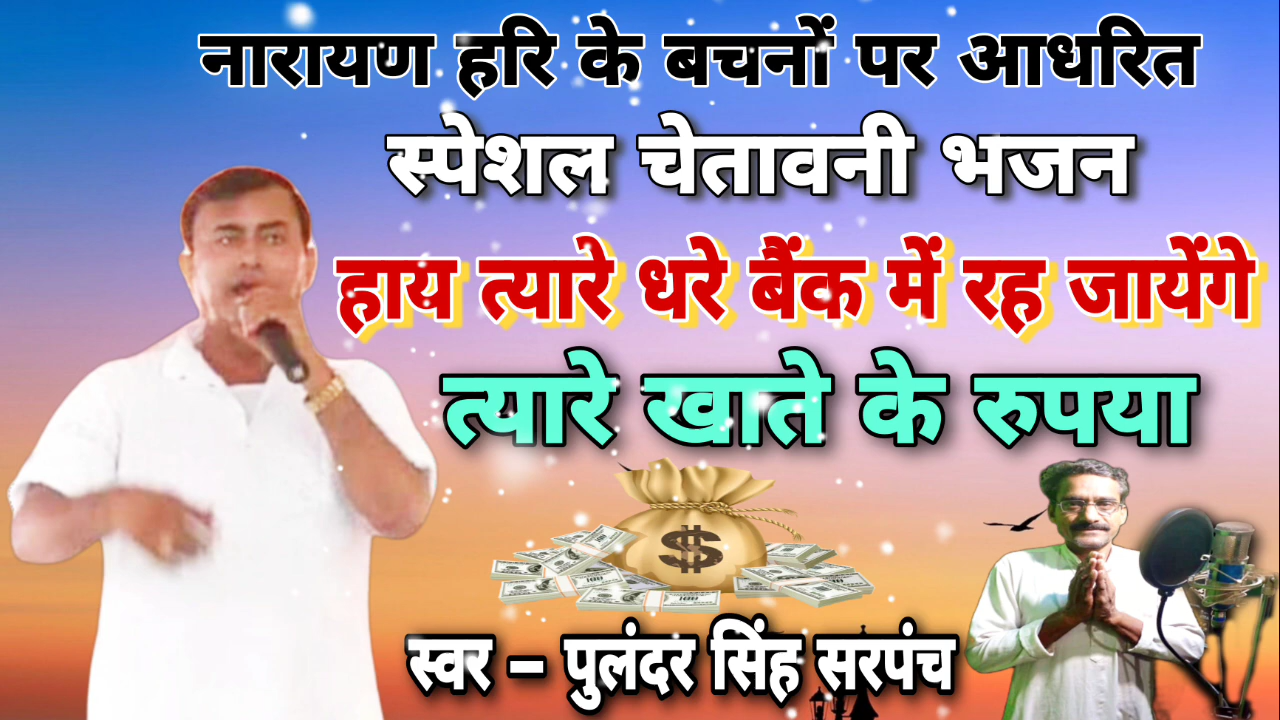 नारायण हरि के बचनों पर आधरित
स्पेशल चेतावनी भजन
हाय त्यारे धरे बैंक में रह जायेंगे
त्यारे खाते के रुपया
$
स्वर – पुलंदर सिंह सरपंच